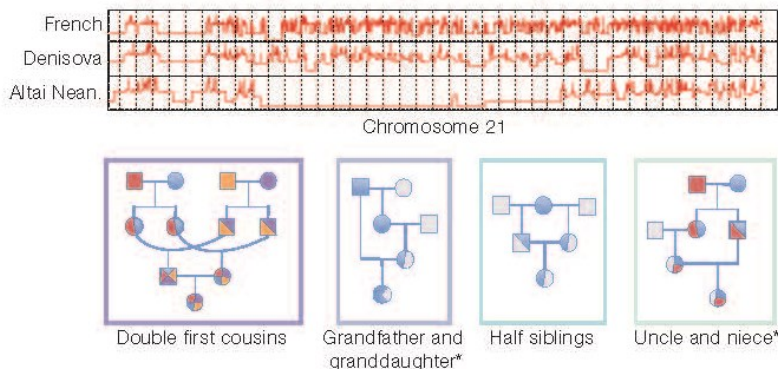 French
Denisova
Altai Nean.
Chromosome 21
Double first cousins
Grandfather and
granddaughter*
Half siblings
Uncle and niece*